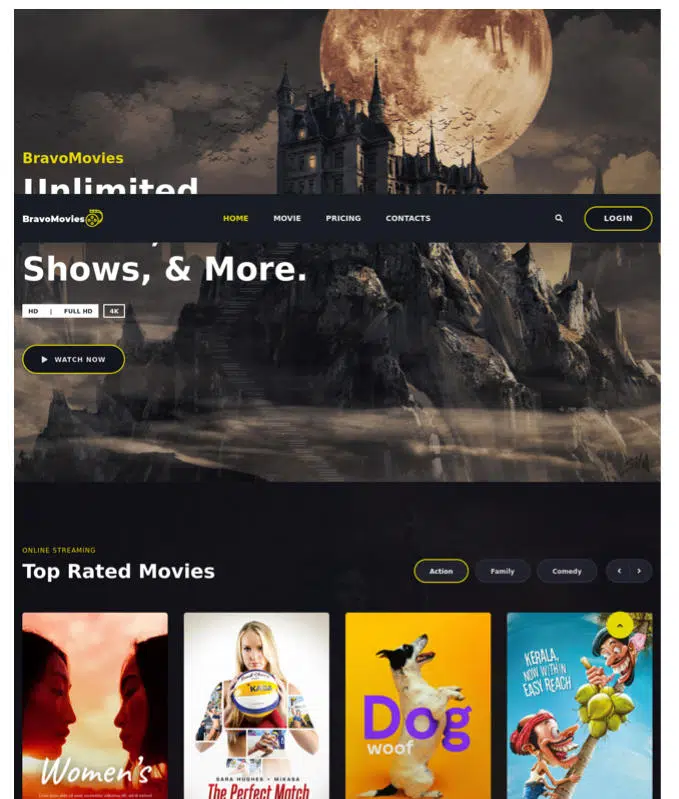 BravoMovies
Unlimited
BravoMovies
HOME MOVIE PRICING CONTACTS
LOGIN
Shows, & More.
HD | FULL HD 4K
WATCH NOW
ONLINE STREAMING
Top Rated Movies
Action Family Comedy
Women's
KASA
SARA HUGHES • MIKASA
The Perfect Match
Dog
woof
KERALA,
NOW WITHIN
EASY REACH